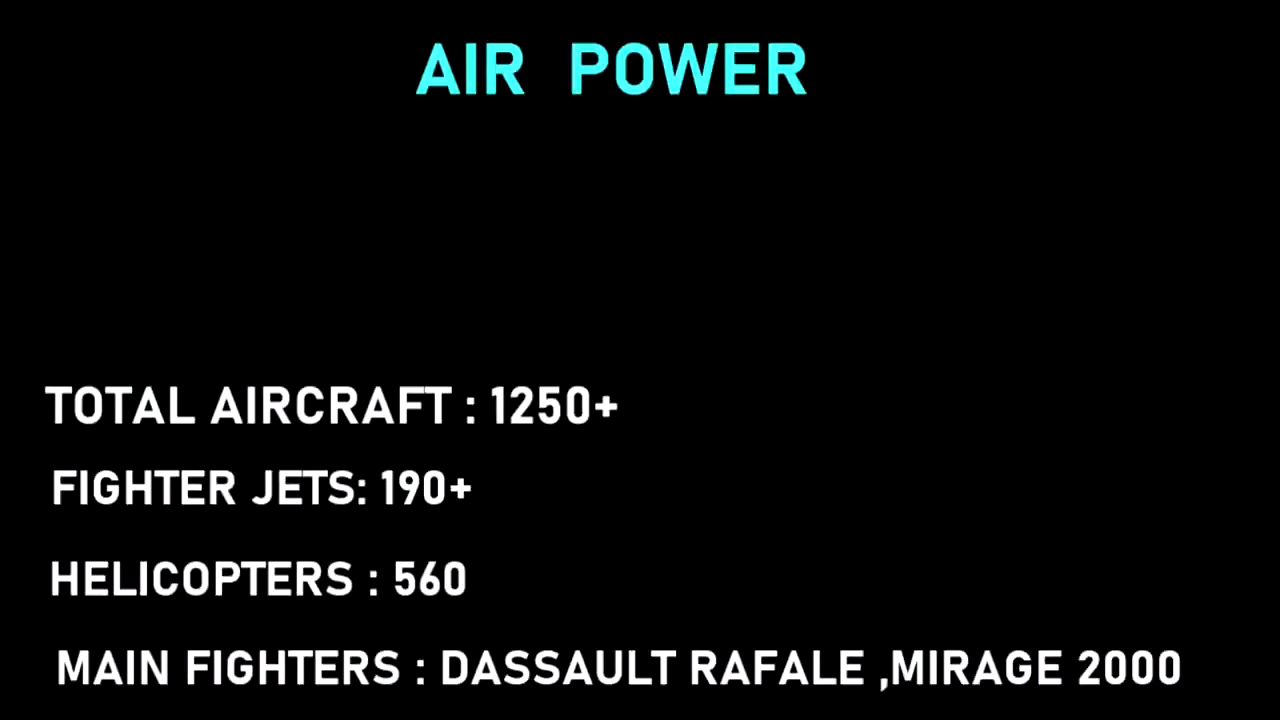 AIR POWER
TOTAL AIRCRAFT : 1250+
FIGHTER JETS: 190+
HELICOPTERS : 560
MAIN FIGHTERS : DASSAULT RAFALE ,MIRAGE 2000